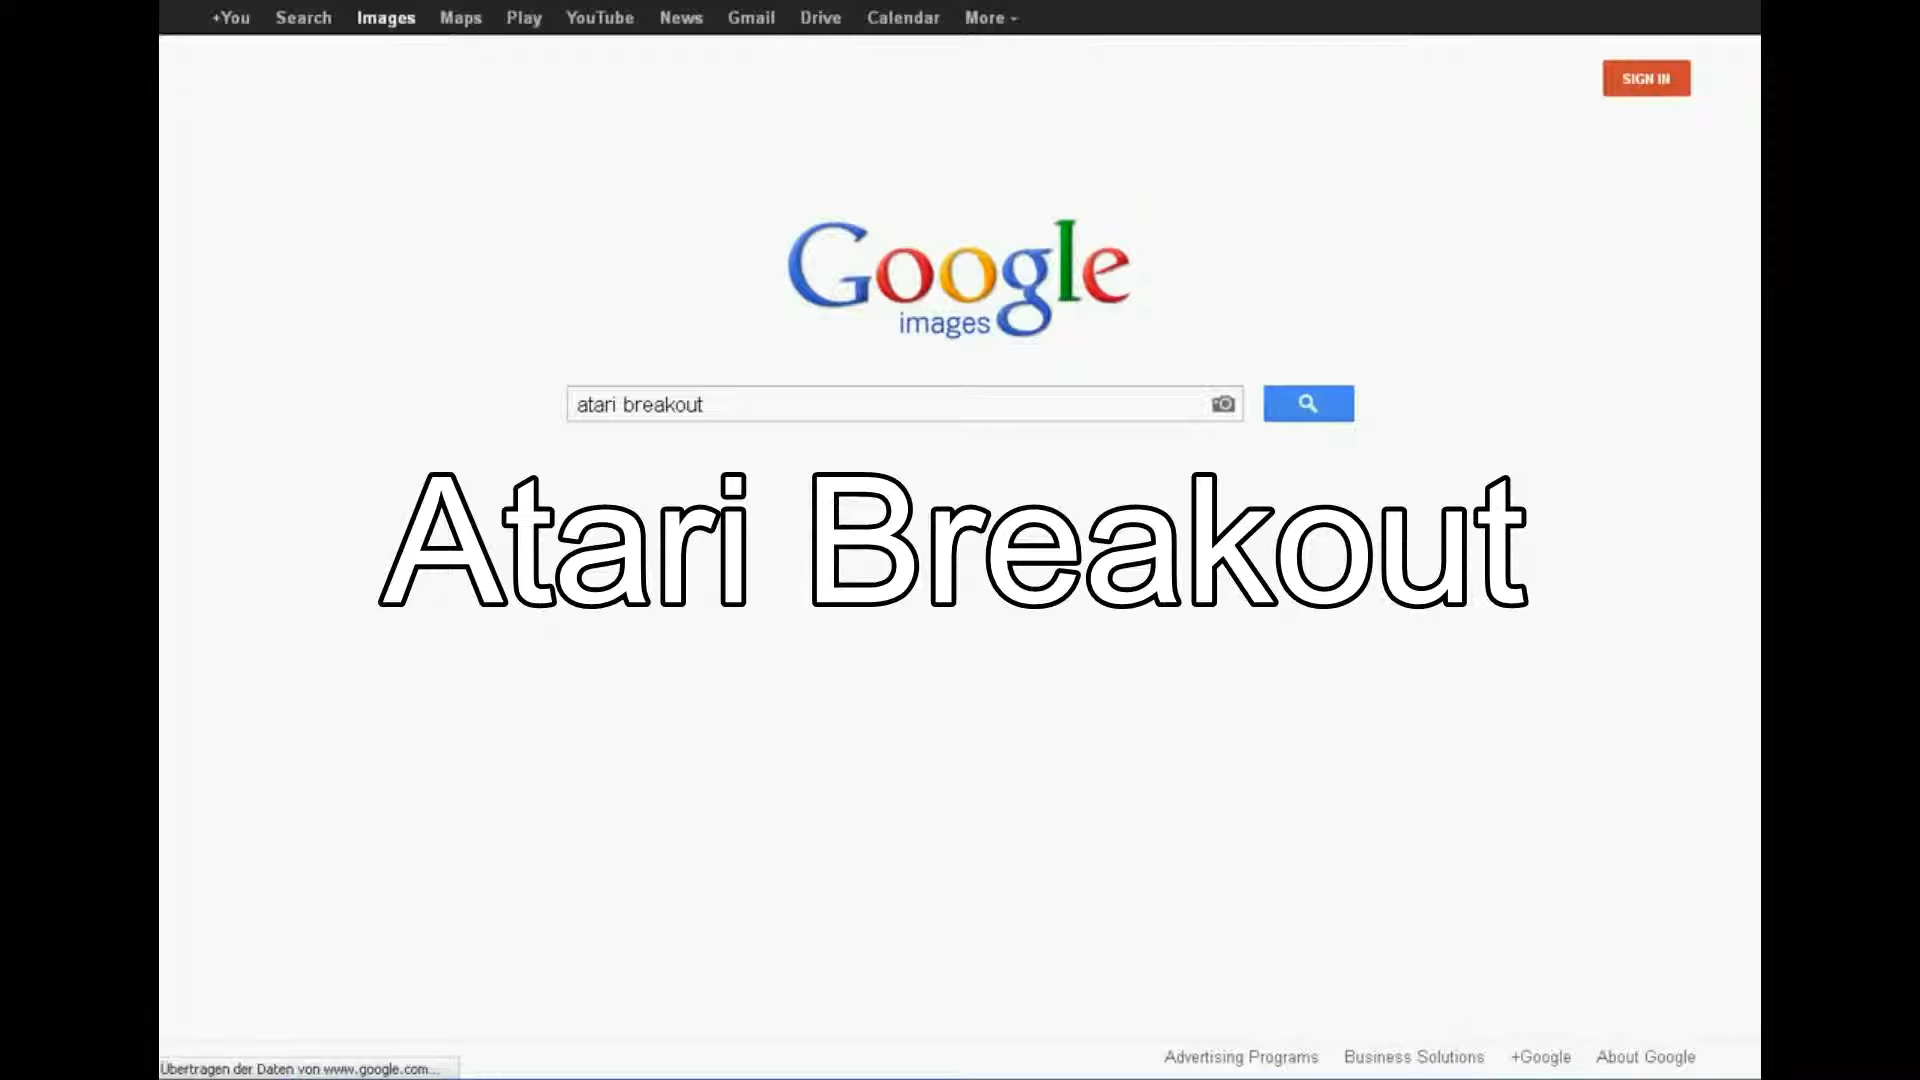 +You Search Images Maps Play YouTube News Gmail Drive Calendar More
SIGN IN
Google
images
atari breakout
Atari Breakout
Advertising Programs Business Solutions +Google About Google
Übertragen der Daten von www.google.com...